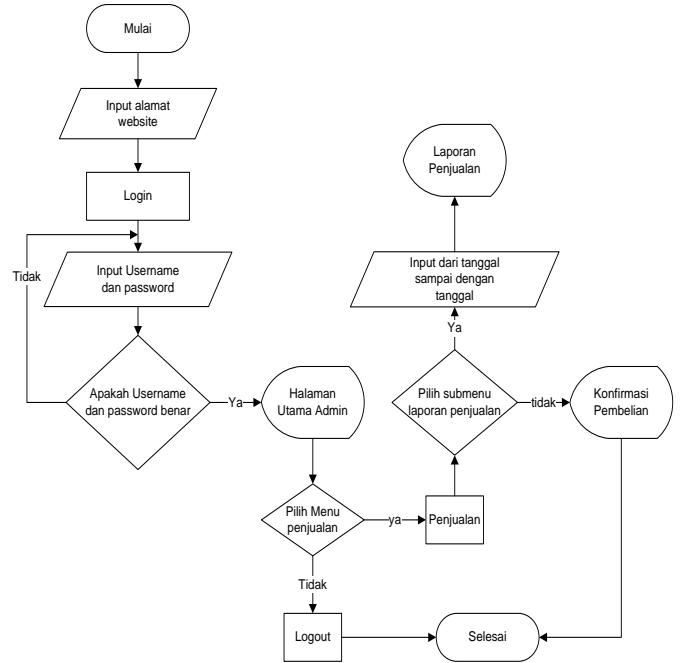 Mulai
Input alamat
website
Login
Input Username
dan password
Tidak
Apakah Username
dan password benar
Ya
Halaman
Utama Admin
Pilih Menu
penjualan
ya
Penjualan
Tidak
Logout
Selesai
Pilih submenu
laporan penjualan
Ya
Input dari tanggal
sampai dengan
tanggal
Laporan
Penjualan
tidak
Konfirmasi
Pembelian